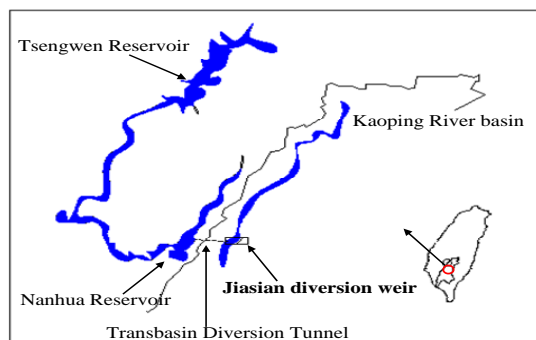 Tsengwen Reservoir
Kaoping River basin
Jiasian diversion weir
Nanhua Reservoir
Transbasin Diversion Tunnel